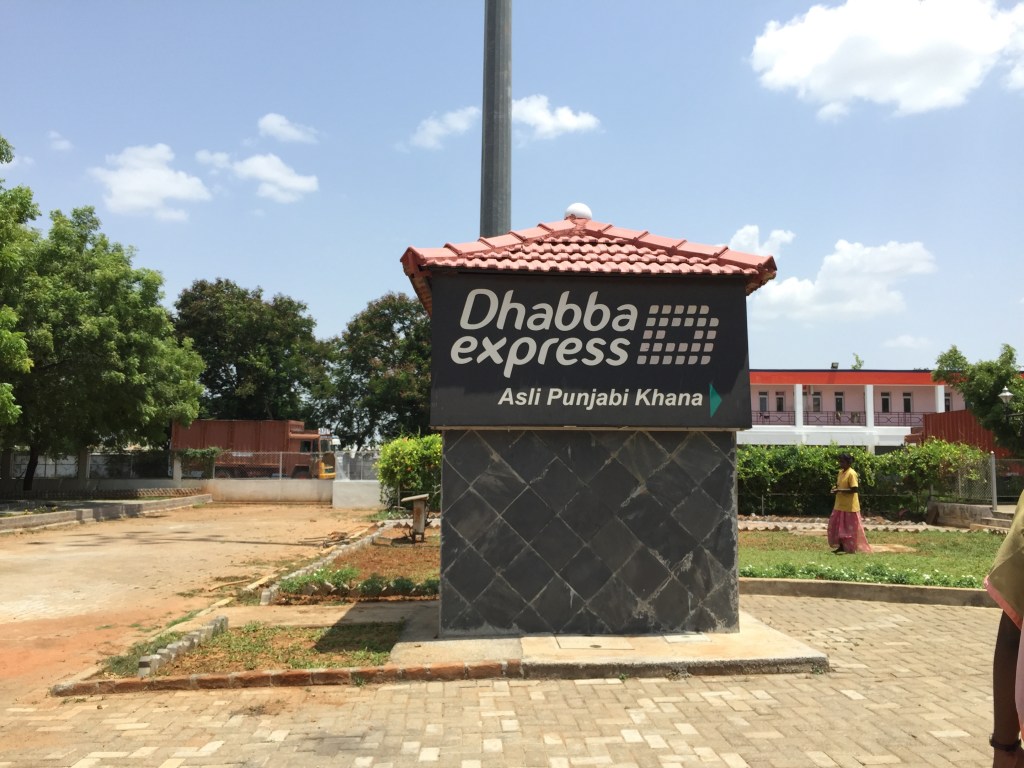 Dhabba
express
Asli Punjabi Khana